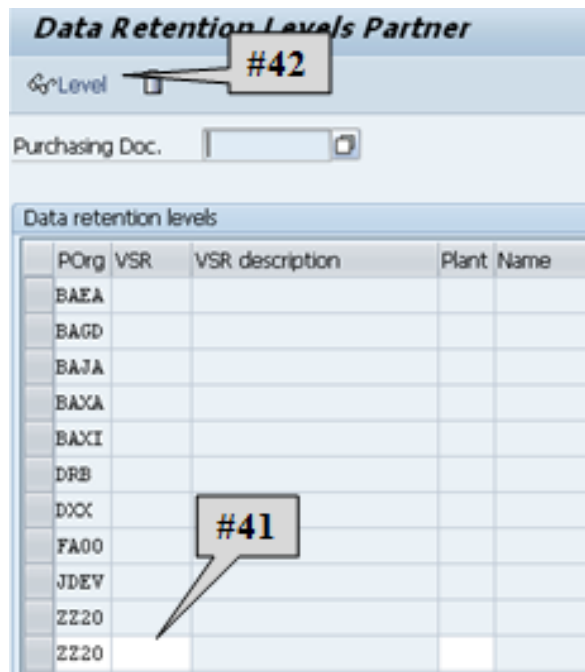 Data Retention Levels Partner
#42
Level
Purchasing Doc.
Data retention levels
POrg VSR VSR description Plant Name
BAEA
BAGD
BAJA
BAXA
BAXI
DRB
DXX
#41
FA00
JDEV
ZZ20
ZZ20